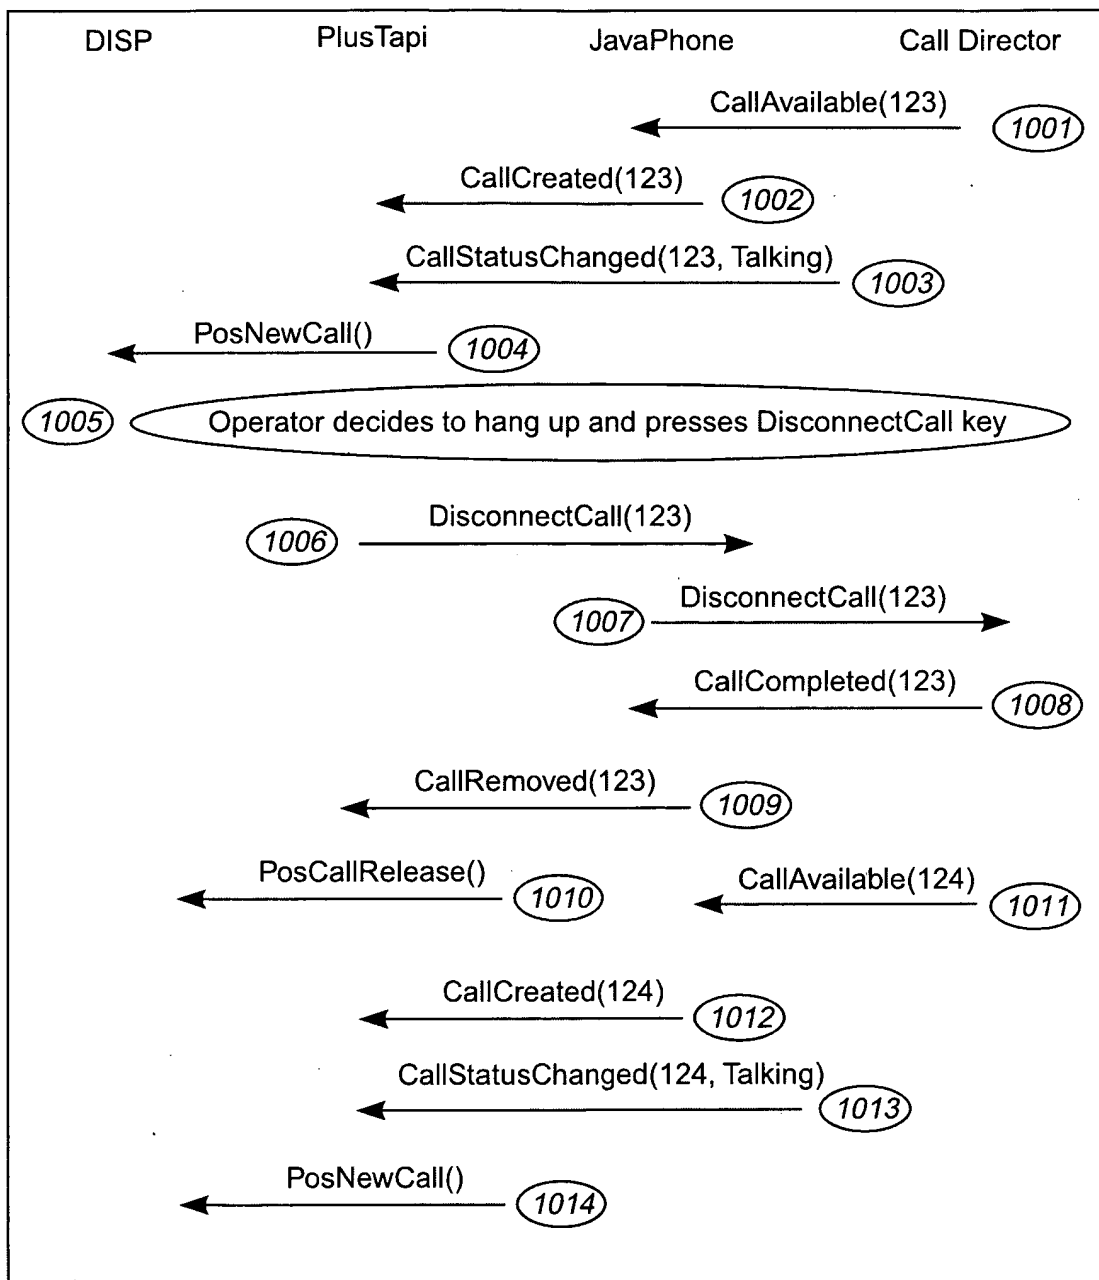 DISP PlusTapi JavaPhone Call Director
CallAvailable(123)
1001
CallCreated(123)
1002
CallStatusChanged(123, Talking)
1003
PosNewCall()
1004
1005 Operator decides to hang up and presses DisconnectCall key
DisconnectCall(123)
1006
DisconnectCall(123)
1007
CallCompleted(123)
1008
CallRemoved(123)
1009
PosCallRelease() CallAvailable(124)
1010 1011
CallCreated(124)
1012
CallStatusChanged(124, Talking)
1013
PosNewCall()
1014